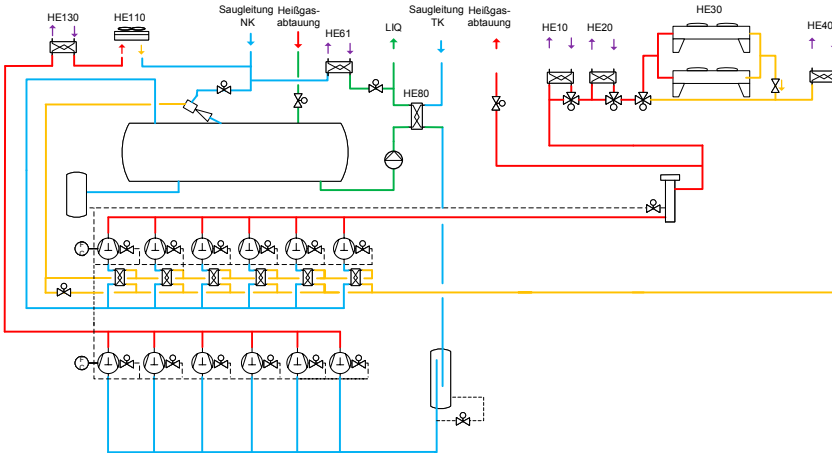 HE130
HE110
Saugleitung
NK
Heißgas-
abtauung
HE61
LIQ
Saugleitung
TK
Heißgas-
abtauung
HE10
HE20
HE30
HE40
HE80
F
C
F
C